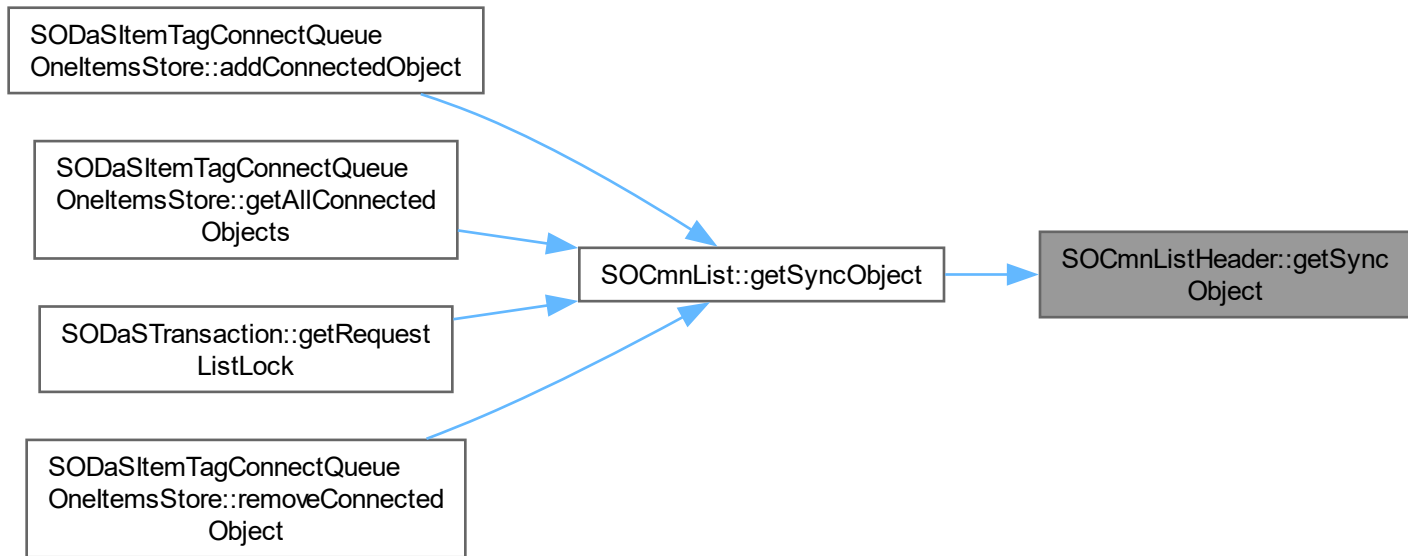 SODaSItemTagConnectQueue
OneItemsStore::addConnectedObject
SODaSItemTagConnectQueue
OneItemsStore::getAllConnected
Objects
SODaSTransaction::getRequest
ListLock
SODaSItemTagConnectQueue
OneItemsStore::removeConnected
Object
SOCmnList::getSyncObject
SOCmnListHeader::getSync
Object